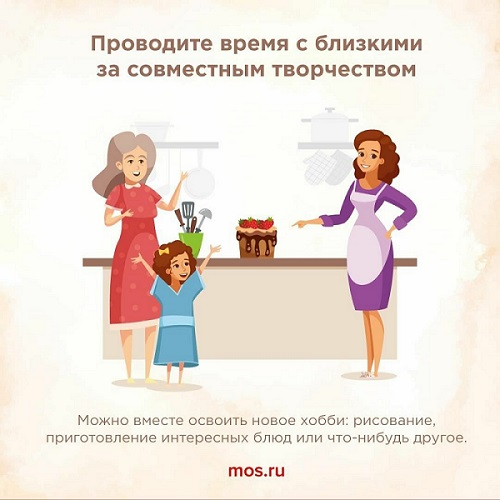 Проводите время с близкими
за совместным творчеством
Можно вместе освоить новое хобби: рисование,
приготовление интересных блюд или что-нибудь другое.
mos.ru